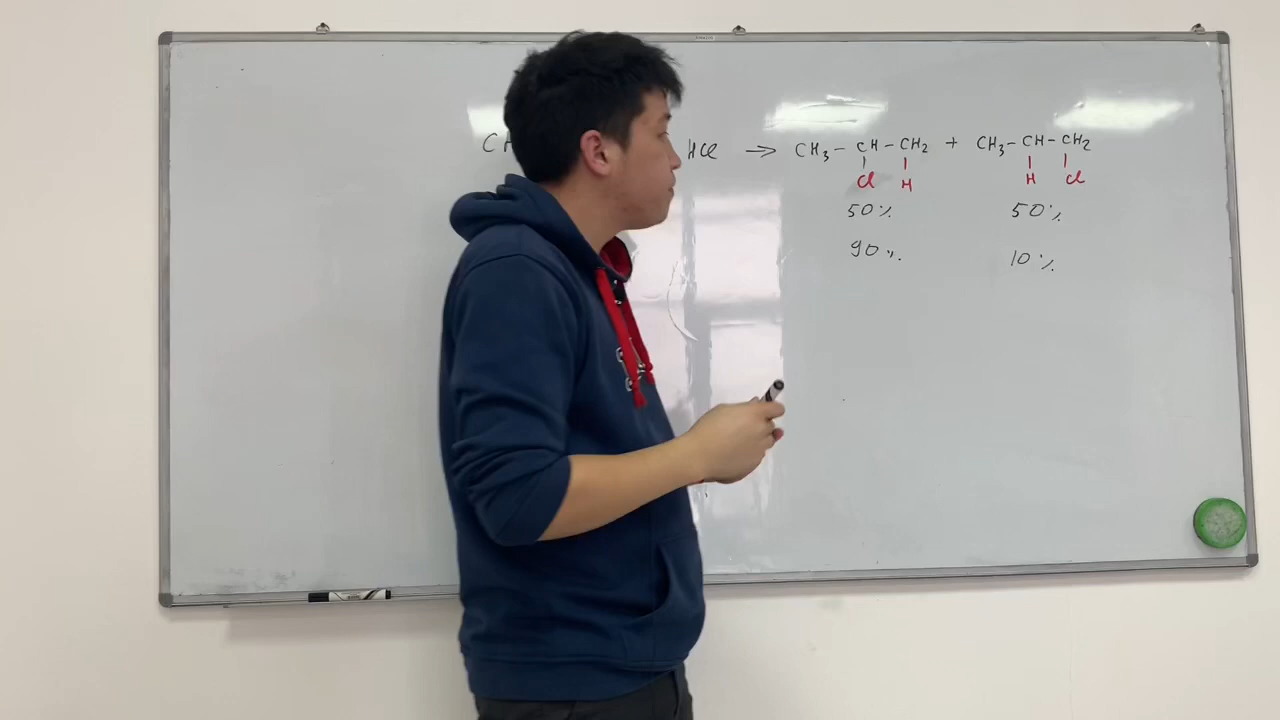 CH HCl → CH₃ – CH – CH₂ + CH₃ – CH – CH₂
Cl H H Cl
50% 50%
90% 10%